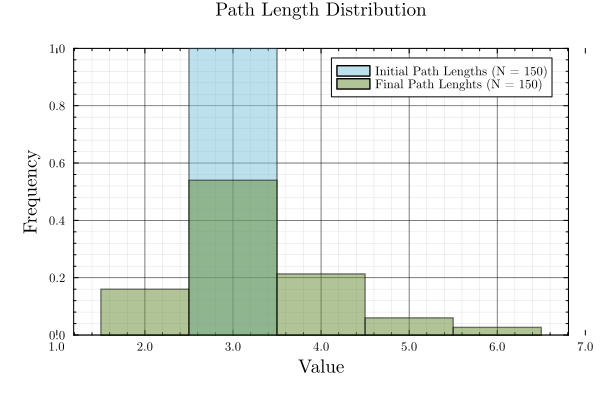 Path Length Distribution
Initial Path Lengths (N = 150)
Final Path Lenghts (N = 150)
Frequency
1.0
0.8
0.6
0.4
0.2
0.0
1.0 2.0 3.0 4.0 5.0 6.0 7.0
Value